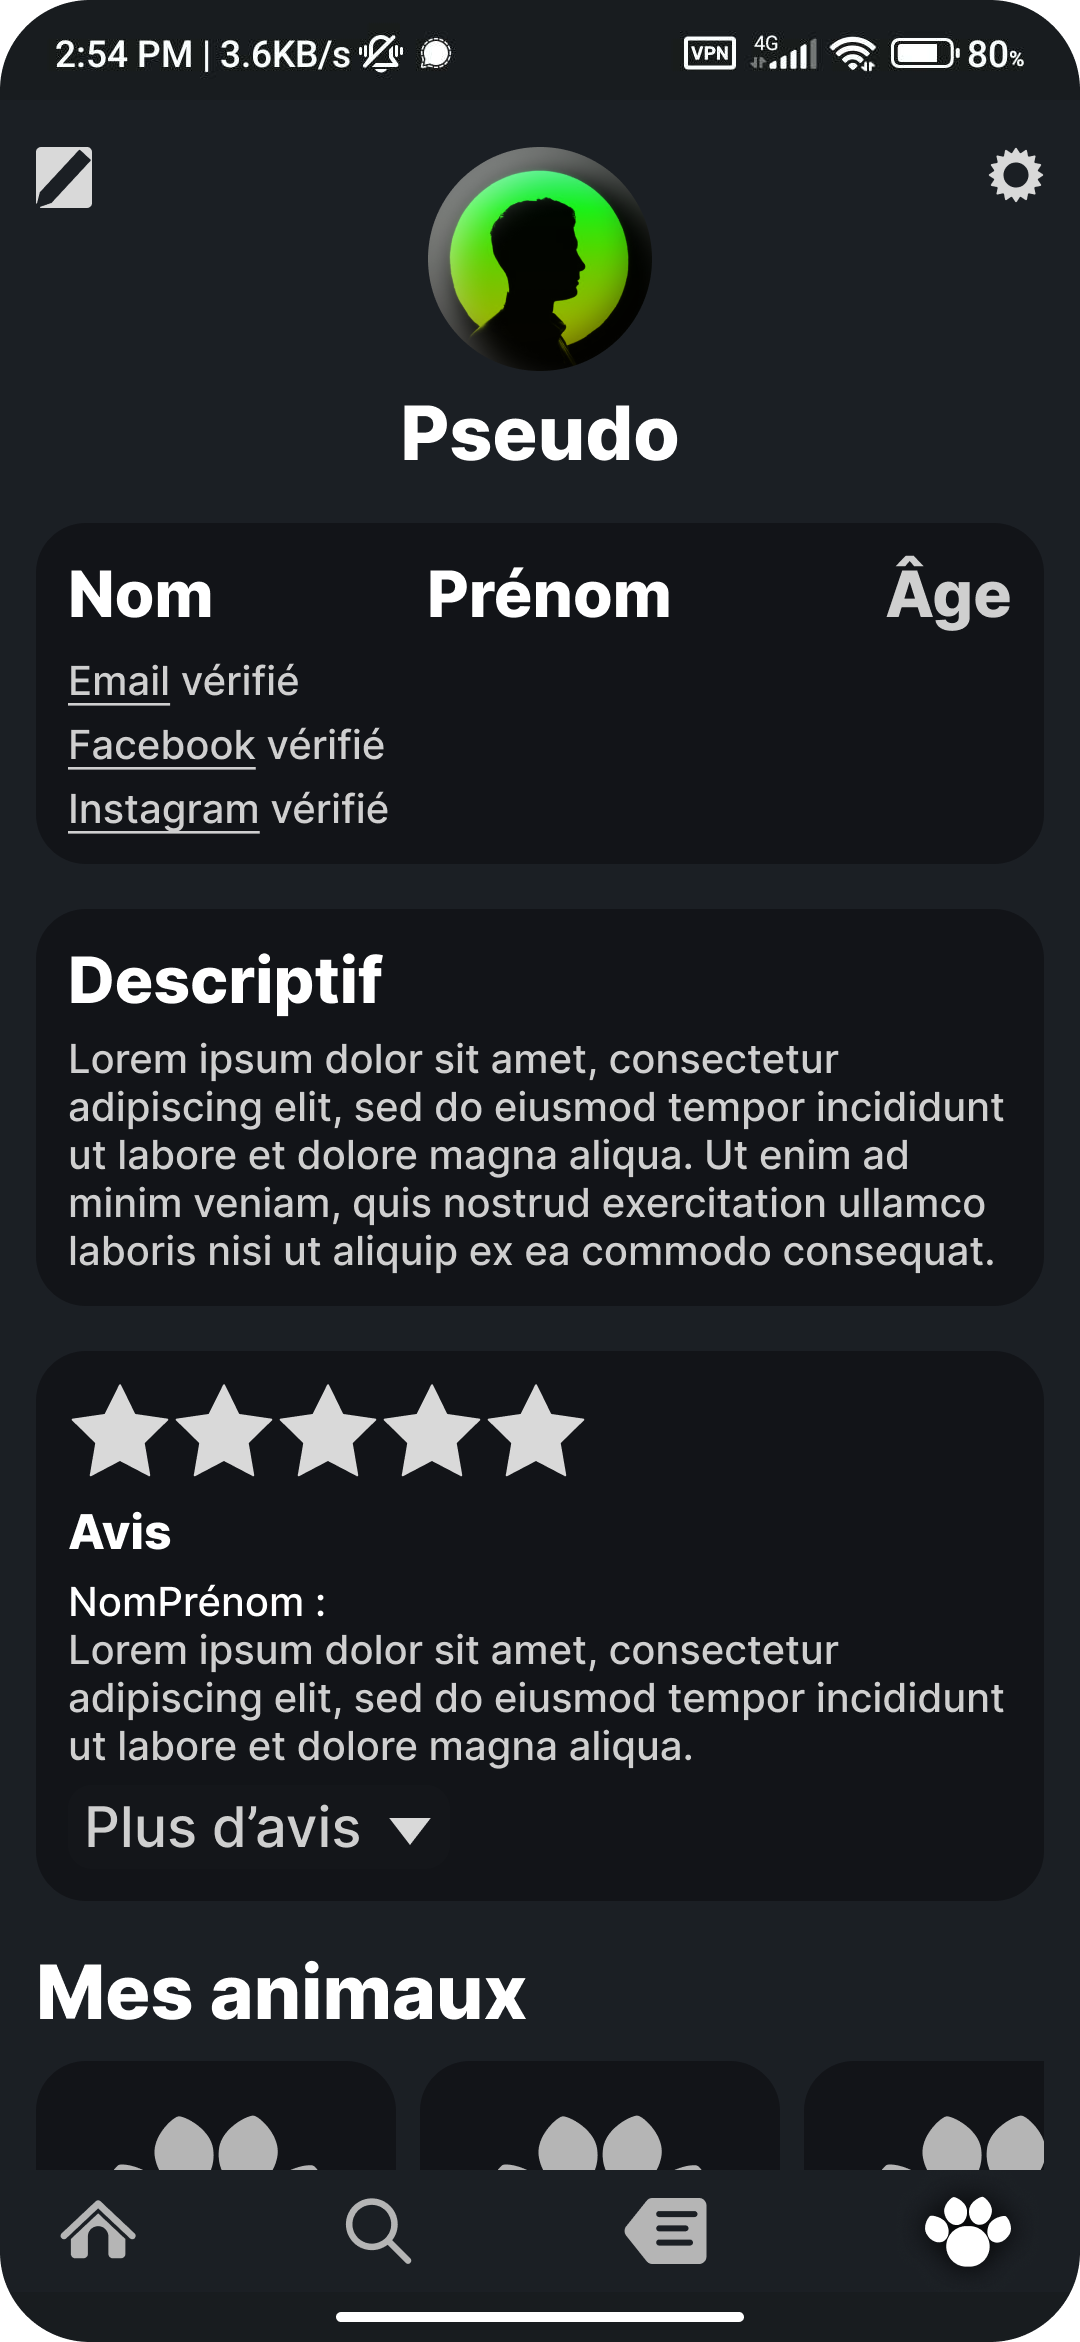 2:54 PM | 3.6KB/s VPN 4G 80%
Pseudo
Nom Prénom Âge
Email vérifié
Facebook vérifié
Instagram vérifié
Descriptif
Lorem ipsum dolor sit amet, consectetur
adipiscing elit, sed do eiusmod tempor incididunt
ut labore et dolore magna aliqua. Ut enim ad
minim veniam, quis nostrud exercitation ullamco
laboris nisi ut aliquip ex ea commodo consequat.
Avis
NomPrénom :
Lorem ipsum dolor sit amet, consectetur
adipiscing elit, sed do eiusmod tempor incididunt
ut labore et dolore magna aliqua.
Plus d’avis
Mes animaux